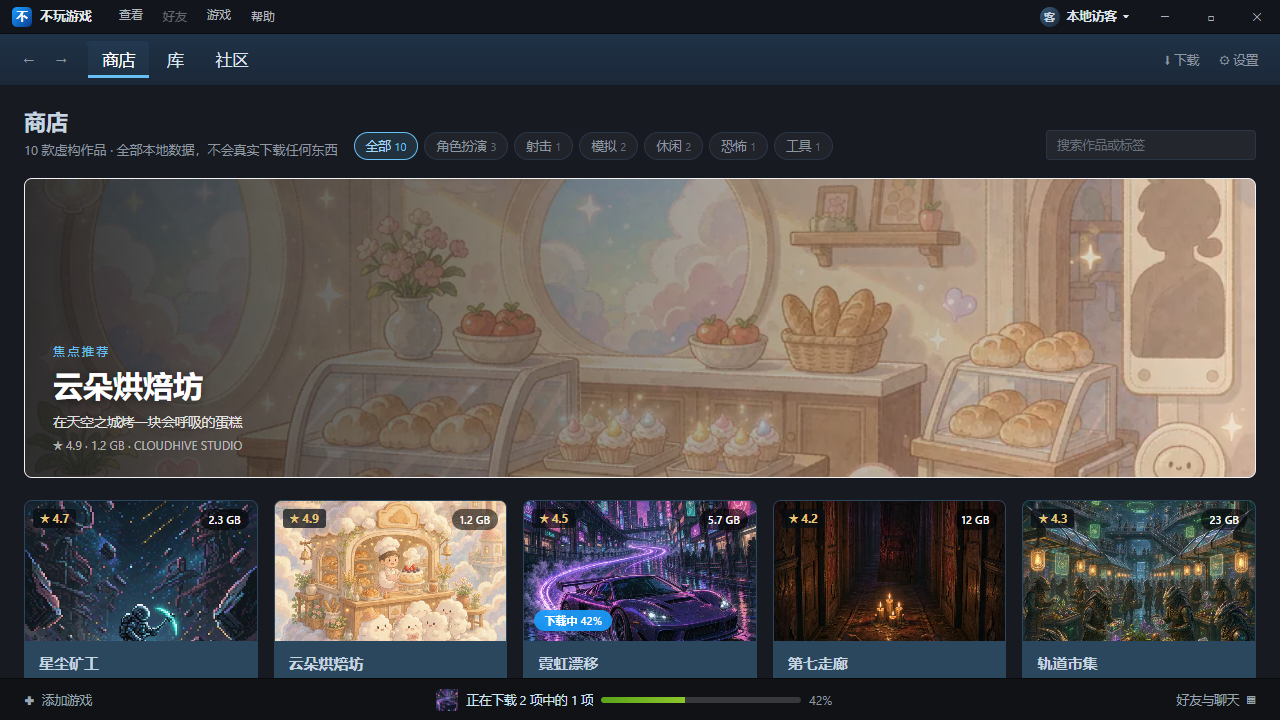 不 不玩游戏 查看 好友 游戏 帮助 客 本地访客
商店 库 社区 下载 设置
商店
10 款虚构作品 · 全部本地数据，不会真实下载任何东西
全部 10 角色扮演 3 射击 1 模拟 2 休闲 2 恐怖 1 工具 1
搜索作品或标签
焦点推荐
云朵烘焙坊
在天空之城烤一块会呼吸的蛋糕
★ 4.9 · 1.2 GB · CLOUDHIVE STUDIO
★ 4.7 2.3 GB
星尘矿工
★ 4.9 1.2 GB
云朵烘焙坊
★ 4.5 5.7 GB
下载中 42%
霓虹漂移
★ 4.2 12 GB
第七走廊
★ 4.3 23 GB
轨道市集
添加游戏
正在下载 2 项中的 1 项 42%
好友与聊天